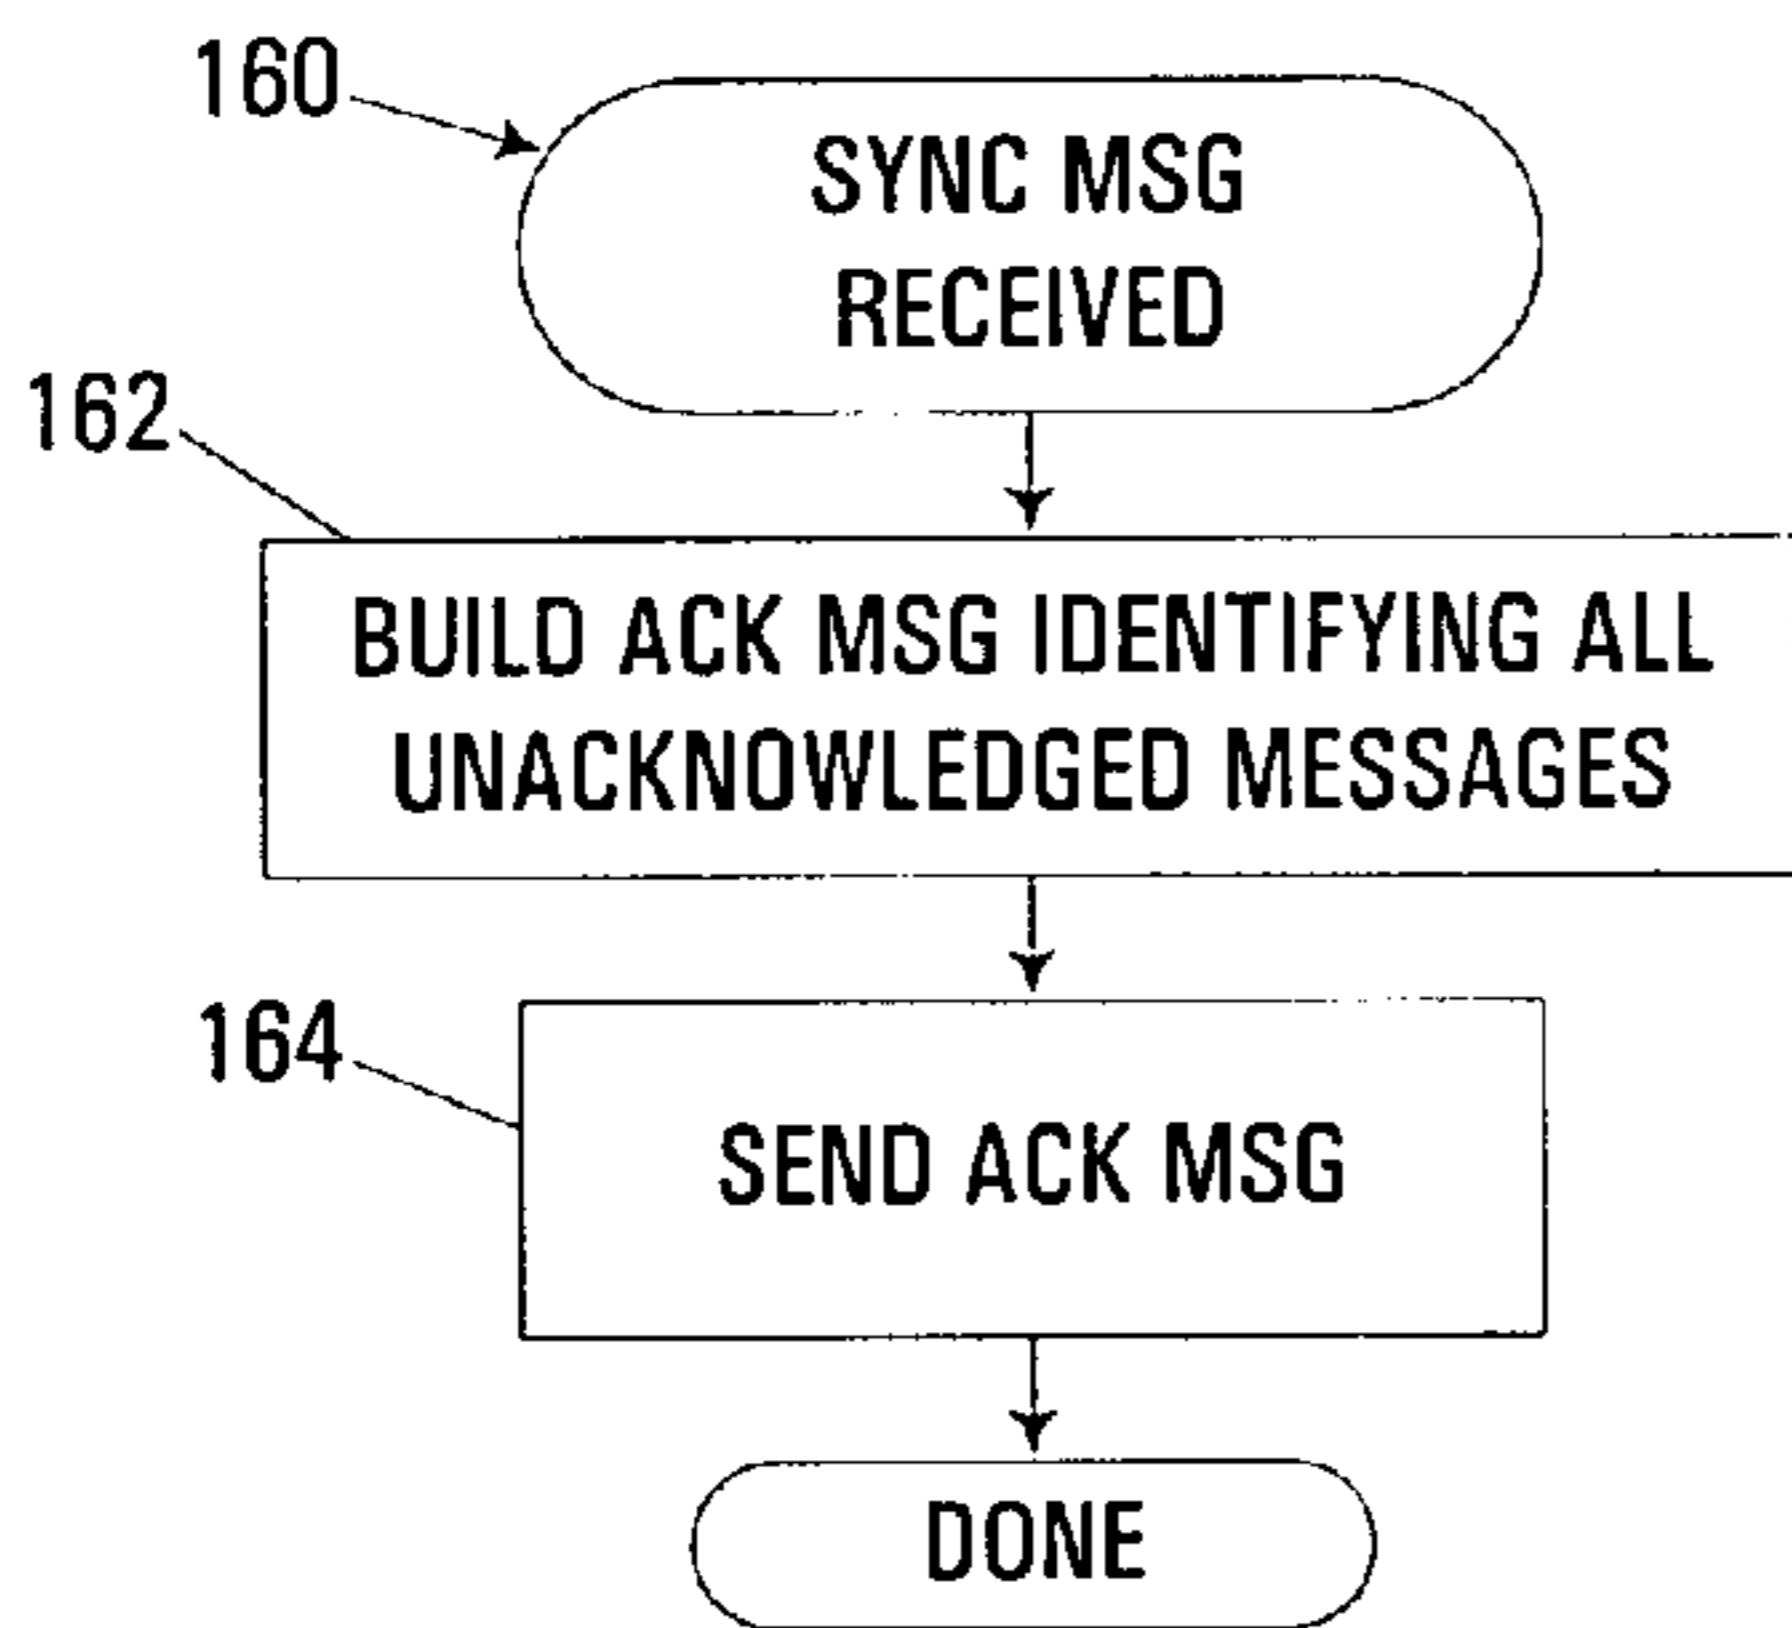 160
SYNC MSG
RECEIVED
162
BUILD ACK MSG IDENTIFYING ALL
UNACKNOWLEDGED MESSAGES
164
SEND ACK MSG
DONE